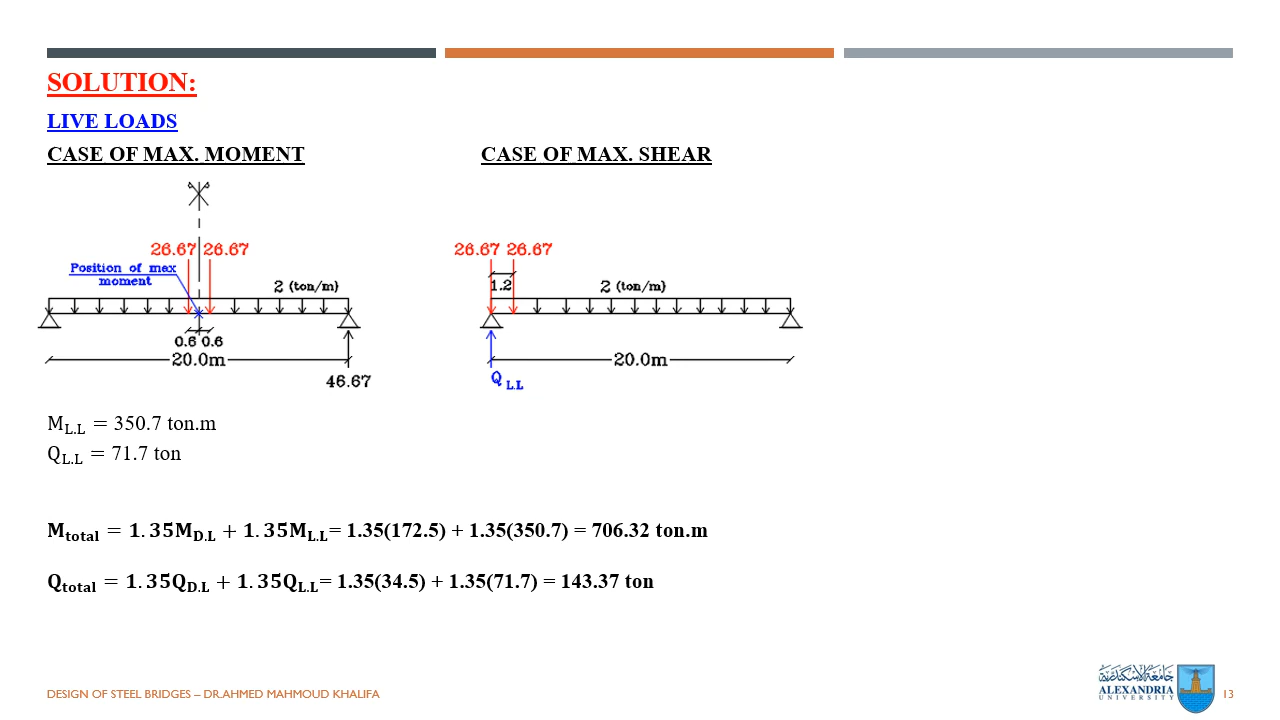 SOLUTION:
LIVE LOADS
CASE OF MAX. MOMENT
CASE OF MAX. SHEAR
26.67 26.67
Position of max
moment
2 (ton/m)
0.6 0.6
20.0m
46.67
26.67 26.67
1.2
2 (ton/m)
20.0m
Q L.L
M_L.L = 350.7 ton.m
Q_L.L = 71.7 ton
M_total = 1.35M_D.L + 1.35M_L.L= 1.35(172.5) + 1.35(350.7) = 706.32 ton.m
Q_total = 1.35Q_D.L + 1.35Q_L.L= 1.35(34.5) + 1.35(71.7) = 143.37 ton
DESIGN OF STEEL BRIDGES – DR.AHMED MAHMOUD KHALIFA
جامعة الإسكندرية
ALEXANDRIA
UNIVERSITY
13